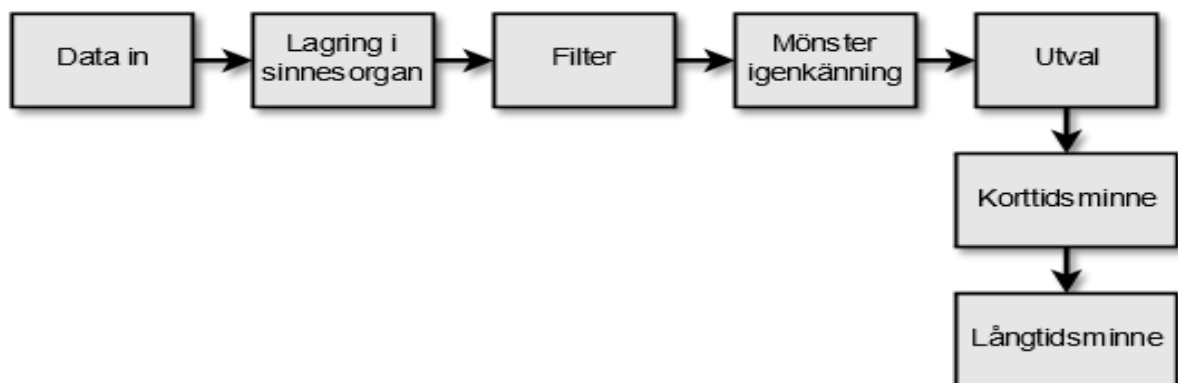 Data in
Lagring i
sinnesorgan
Filter
Mönster
igenkänning
Utval
Korttidsminne
Långtidsminne